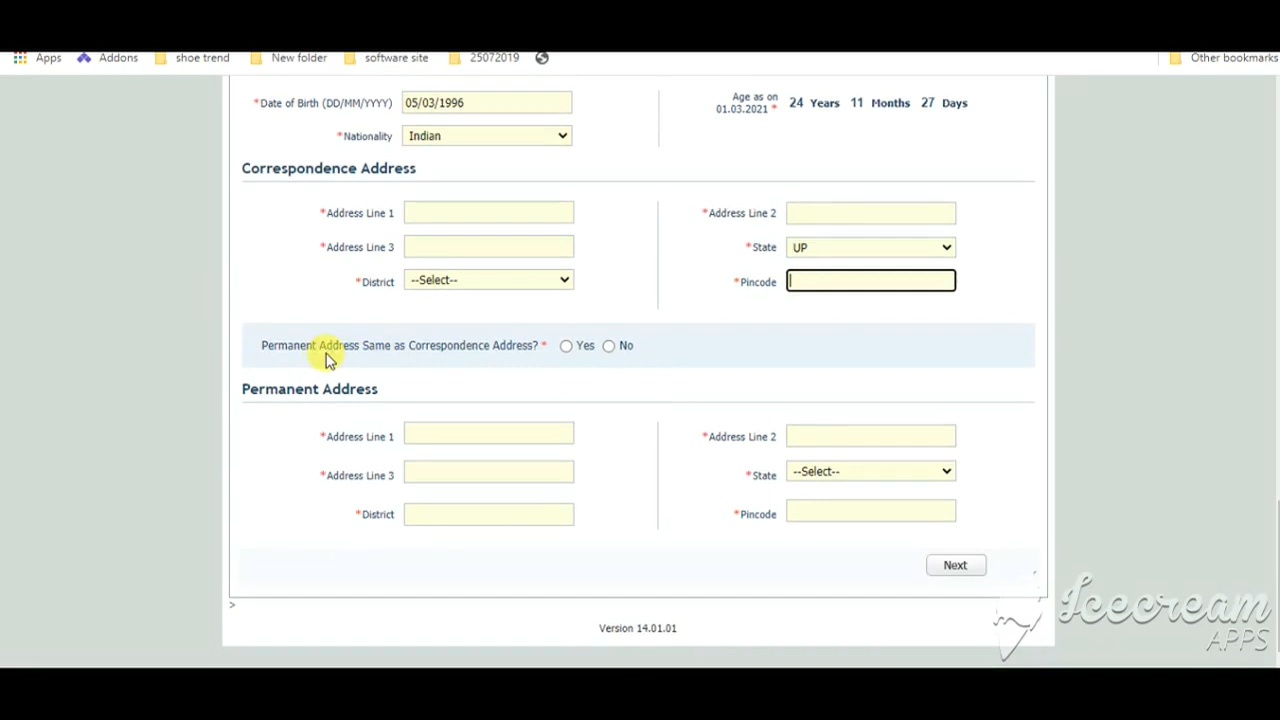 Apps Addons shoe trend New folder software site 25072019 Other bookmarks
*Date of Birth (DD/MM/YYYY) 05/03/1996
Age as on 01.03.2021 * 24 Years 11 Months 27 Days
*Nationality Indian
Correspondence Address
*Address Line 1 *Address Line 2
*Address Line 3 *State UP
*District --Select-- *Pincode
Permanent Address Same as Correspondence Address? * Yes No
Permanent Address
*Address Line 1 *Address Line 2
*Address Line 3 *State --Select--
*District *Pincode
Next
>
Version 14.01.01
Icecream
APPS